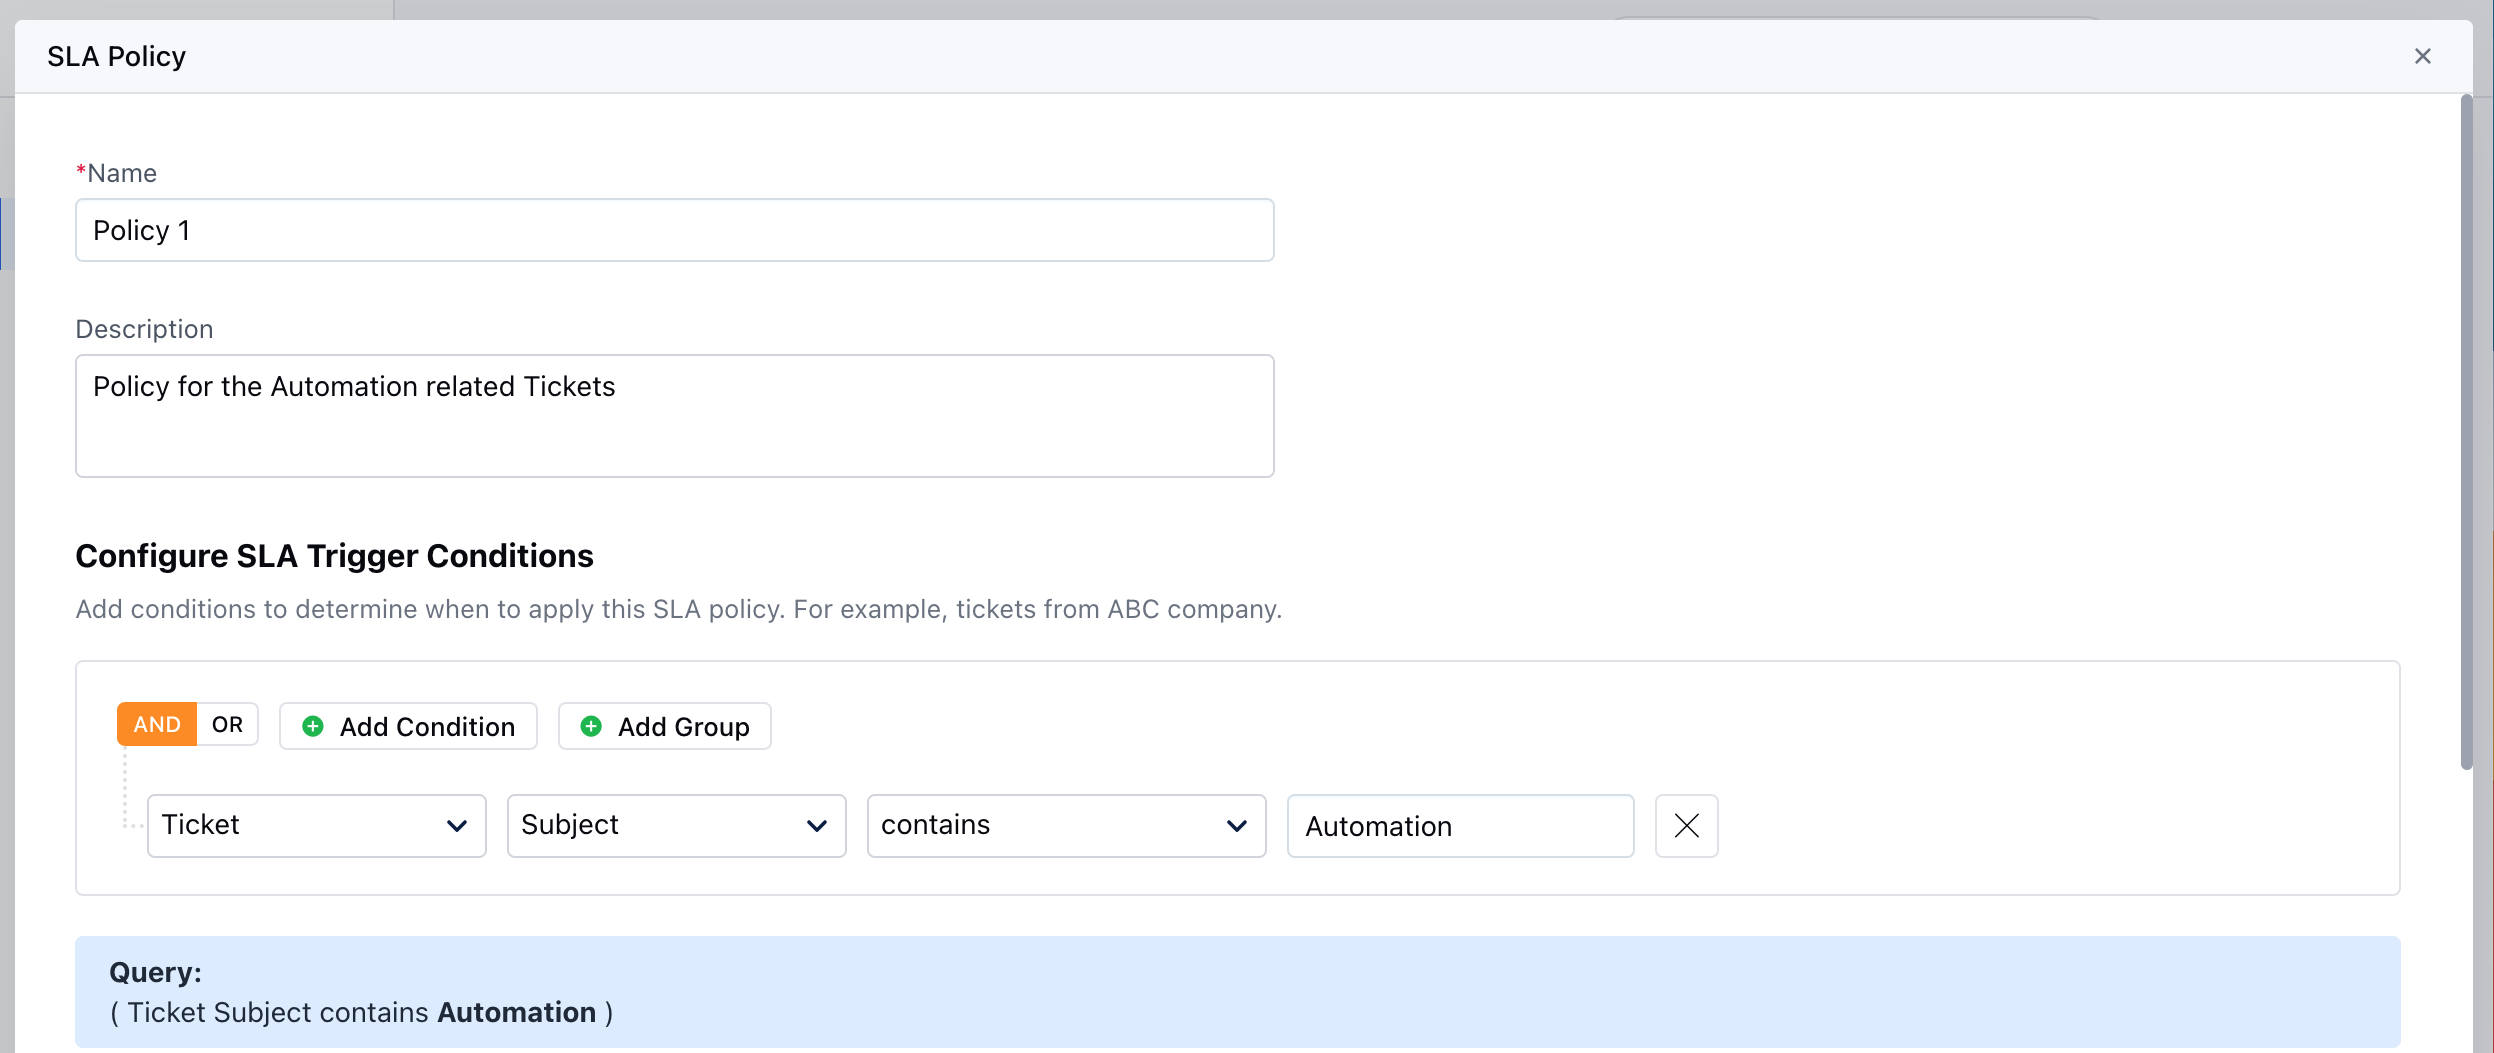 SLA Policy
*Name
Policy 1
Description
Policy for the Automation related Tickets
Configure SLA Trigger Conditions
Add conditions to determine when to apply this SLA policy. For example, tickets from ABC company.
AND OR Add Condition Add Group
Ticket Subject contains Automation
Query:
( Ticket Subject contains Automation )